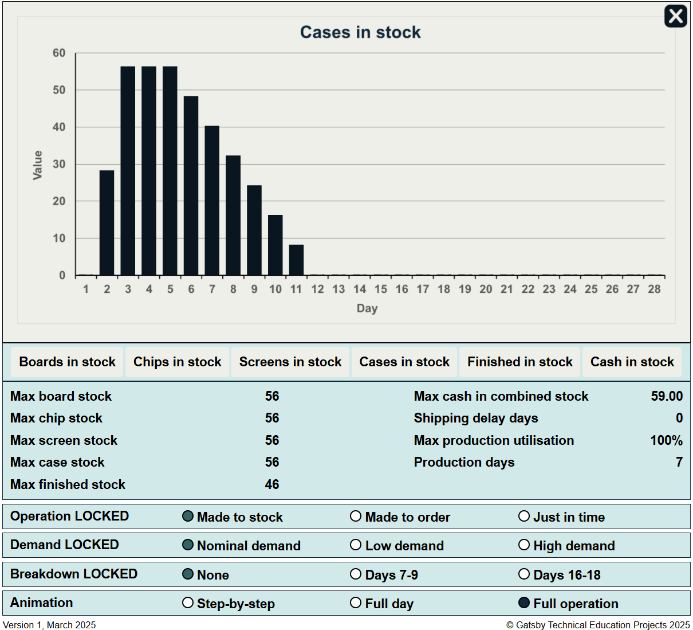 Cases in stock
60
50
40
30
20
10
0
Value
1 2 3 4 5 6 7 8 9 10 11 12 13 14 15 16 17 18 19 20 21 22 23 24 25 26 27 28
Day
Boards in stock Chips in stock Screens in stock Cases in stock Finished in stock Cash in stock
Max board stock 56 Max cash in combined stock 59.00
Max chip stock 56 Shipping delay days 0
Max screen stock 56 Max production utilisation 100%
Max case stock 56 Production days 7
Max finished stock 46
Operation LOCKED Made to stock Made to order Just in time
Demand LOCKED Nominal demand Low demand High demand
Breakdown LOCKED None Days 7-9 Days 16-18
Animation Step-by-step Full day Full operation
Version 1, March 2025 © Gatsby Technical Education Projects 2025